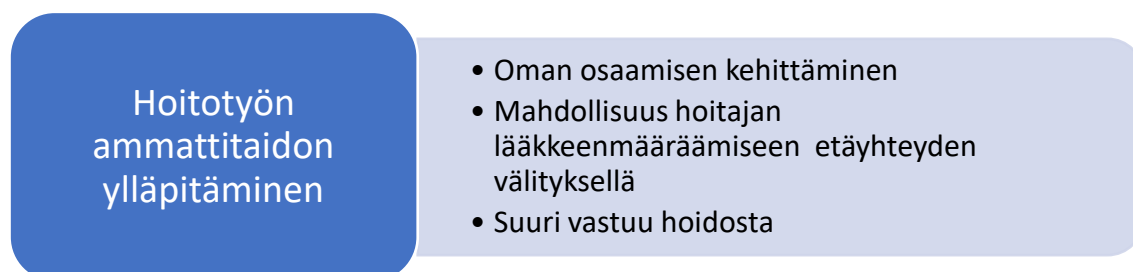 Hoitotyön
ammattitaidon
ylläpitäminen
• Oman osaamisen kehittäminen
• Mahdollisuus hoitajan
lääkkeenmääräämiseen etäyhteyden
välityksellä
• Suuri vastuu hoidosta